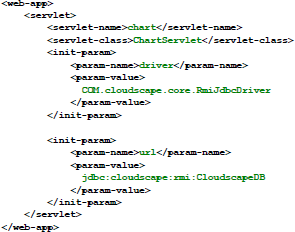 <web-app>
<servlet>
<servlet-name>chart</servlet-name>
<servlet-class>ChartServlet</servlet-class>
<init-param>
<param-name>driver</param-name>
<param-value>
COM.cloudscape.core.RmiJdbcDriver
</param-value>
</init-param>
<init-param>
<param-name>url</param-name>
<param-value>
jdbc:cloudscape:rmi:CloudscapeDB
</param-value>
</init-param>
</servlet>
</web-app>